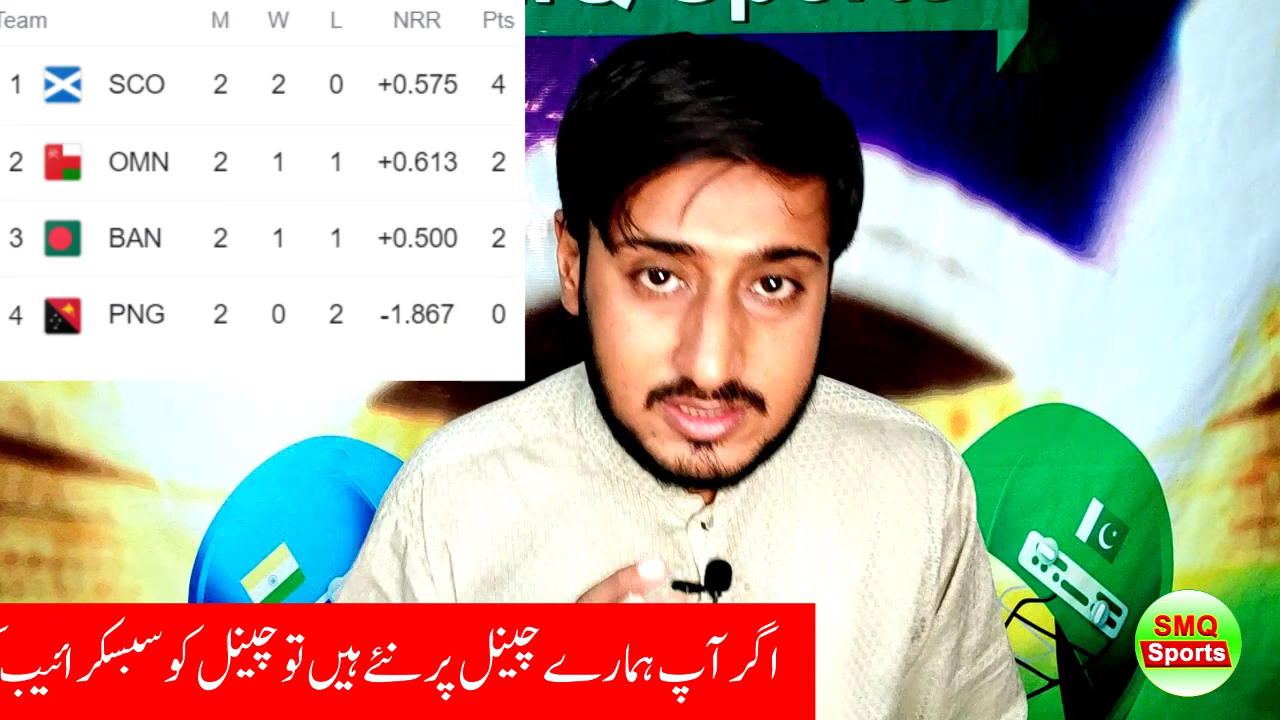 Sports
Team M W L NRR Pts
1 SCO 2 2 0 +0.575 4
2 OMN 2 1 1 +0.613 2
3 BAN 2 1 1 +0.500 2
4 PNG 2 0 2 -1.867 0
اگر آپ ہمارے چینل پر نئے ہیں تو چینل کو سبسکرائیب
SMQ
Sports